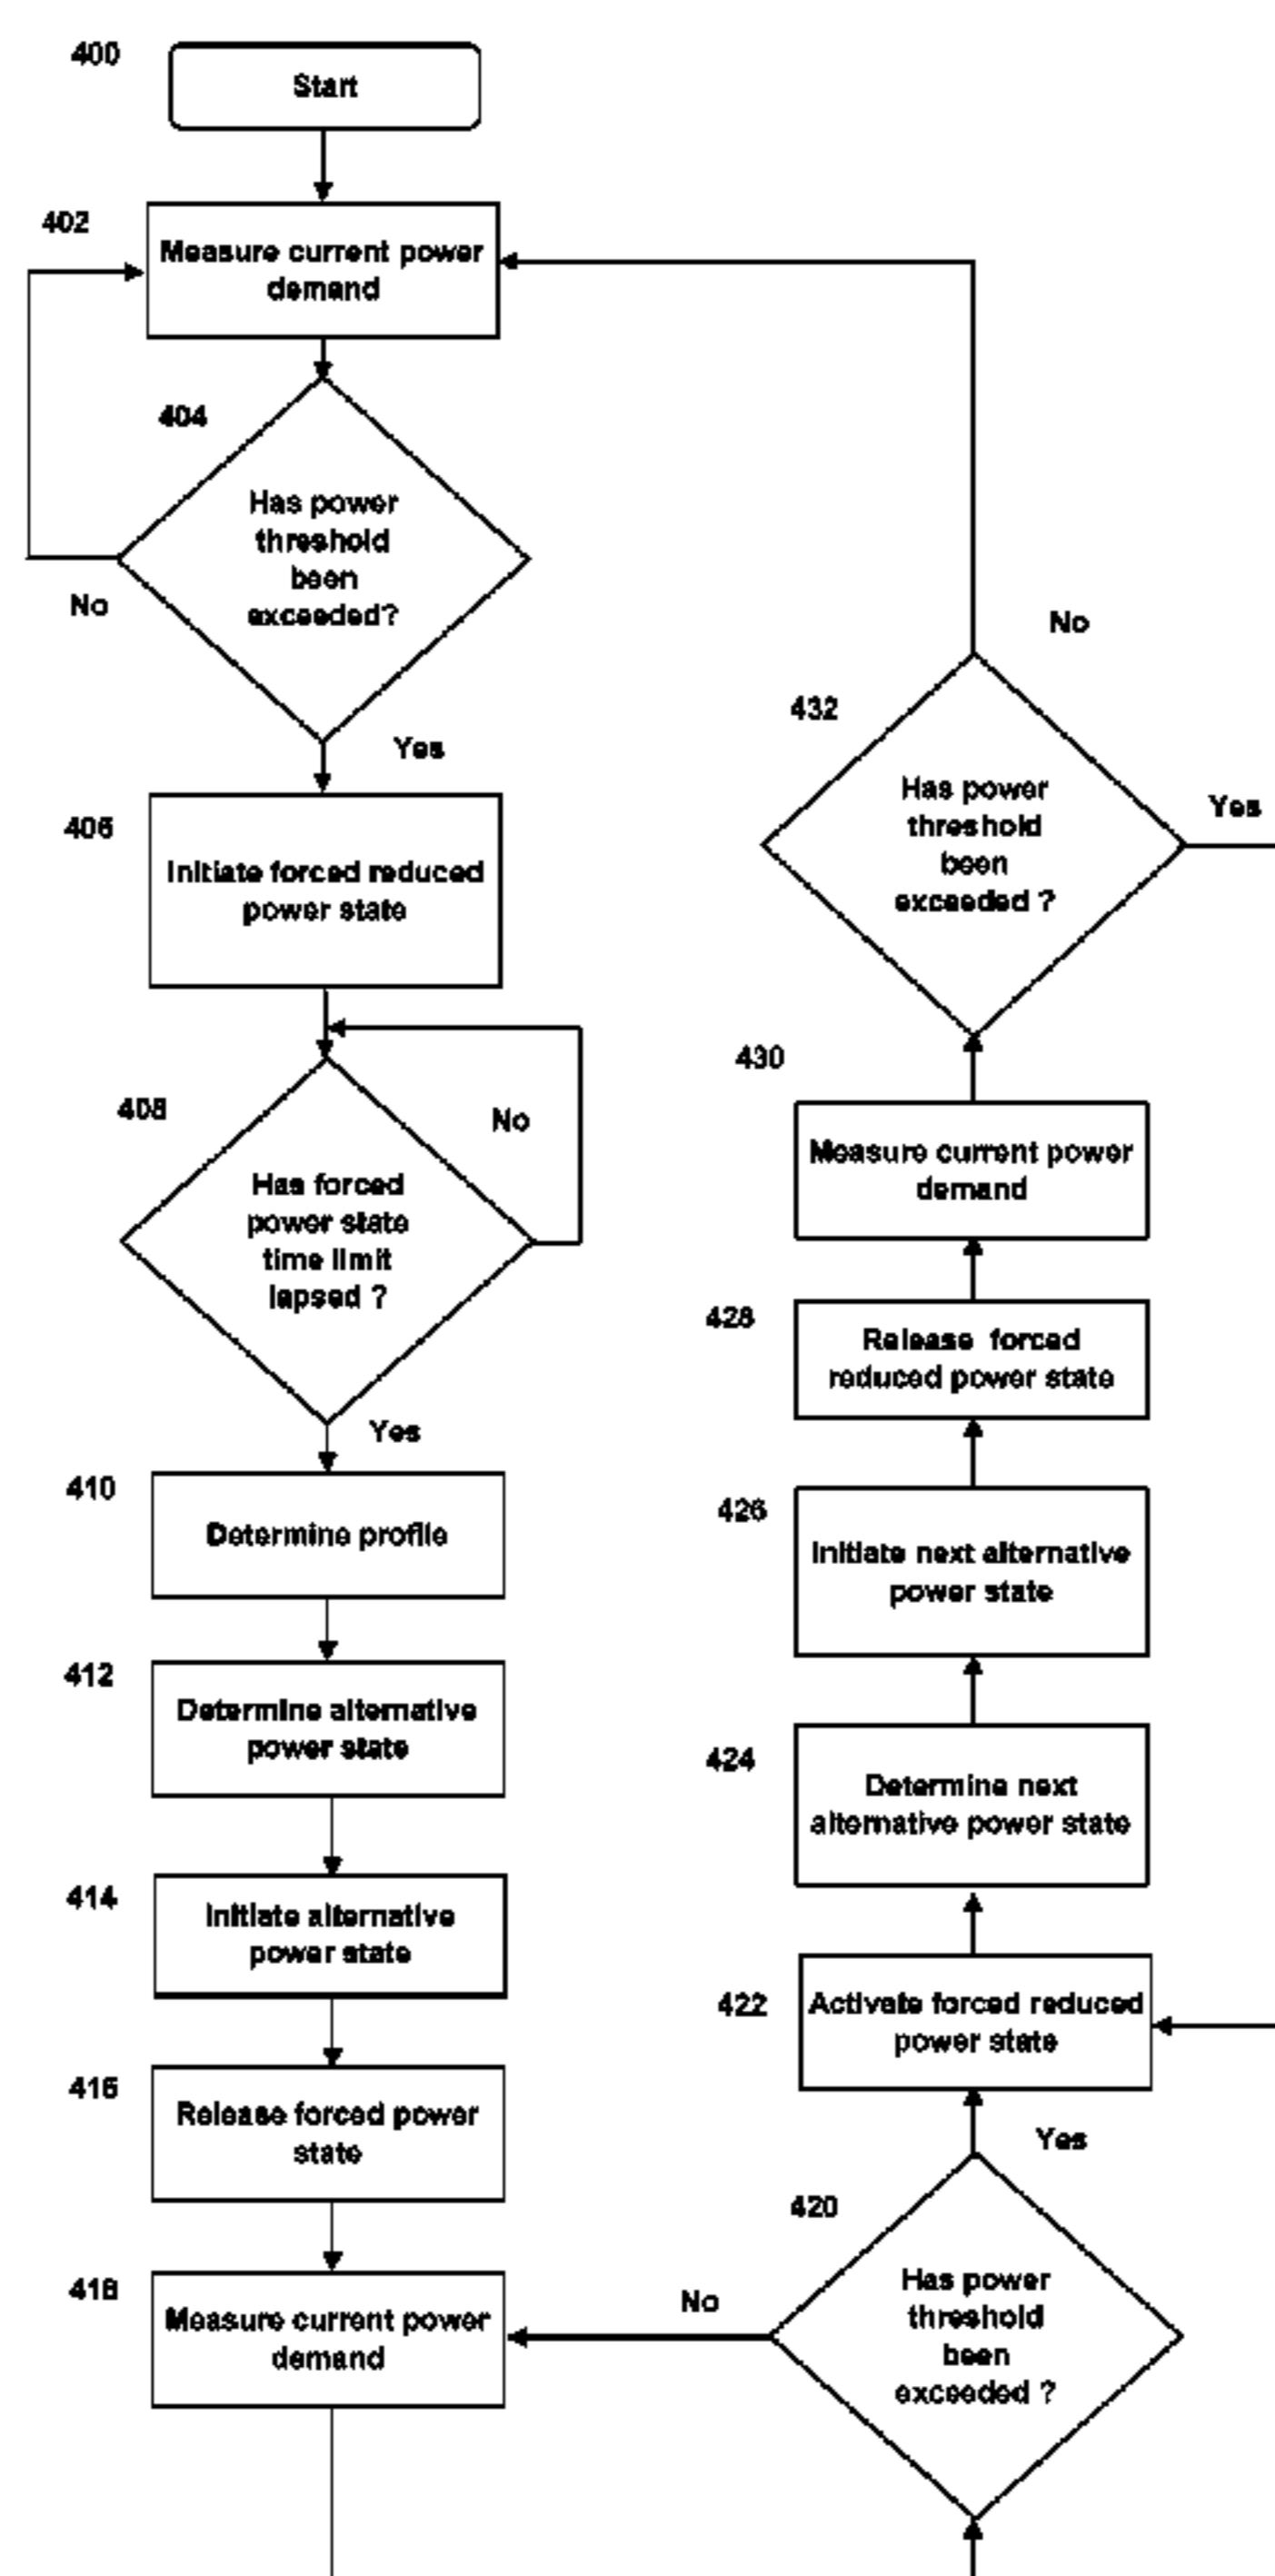 400
Start
402
Measure current power
demand
404
Has power
threshold
been
exceeded?
No
Yes
406
Initiate forced reduced
power state
408
No
Has forced
power state
time limit
lapsed ?
Yes
410
Determine profile
412
Determine alternative
power state
414
Initiate alternative
power state
416
Release forced power
state
418
Measure current power
demand
No
420
Has power
threshold
been
exceeded ?
Yes
422
Activate forced reduced
power state
424
Determine next
alternative power state
426
Initiate next alternative
power state
428
Release forced
reduced power state
430
Measure current power
demand
432
Has power
threshold
been
exceeded ?
Yes
No